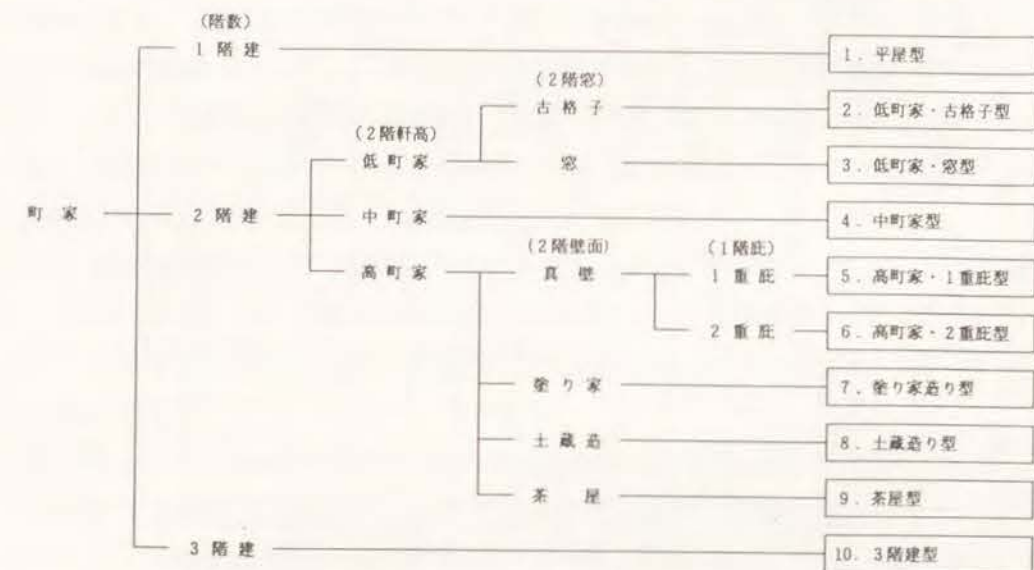 (階数)
1 階 建
1. 平屋型
(2階窓)
古 格 子
2. 低町家・古格子型
(2階軒高)
低 町 家
窓
3. 低町家・窓型
町 家
2 階 建
中 町 家
4. 中町家型
(2階壁面)
(1階庇)
高 町 家
真 壁
1 重 庇
5. 高町家・1重庇型
2 重 庇
6. 高町家・2重庇型
塗 り 家
7. 塗り家造り型
土 蔵 造
8. 土蔵造り型
茶 屋
9. 茶屋型
3 階 建
10. 3階建型